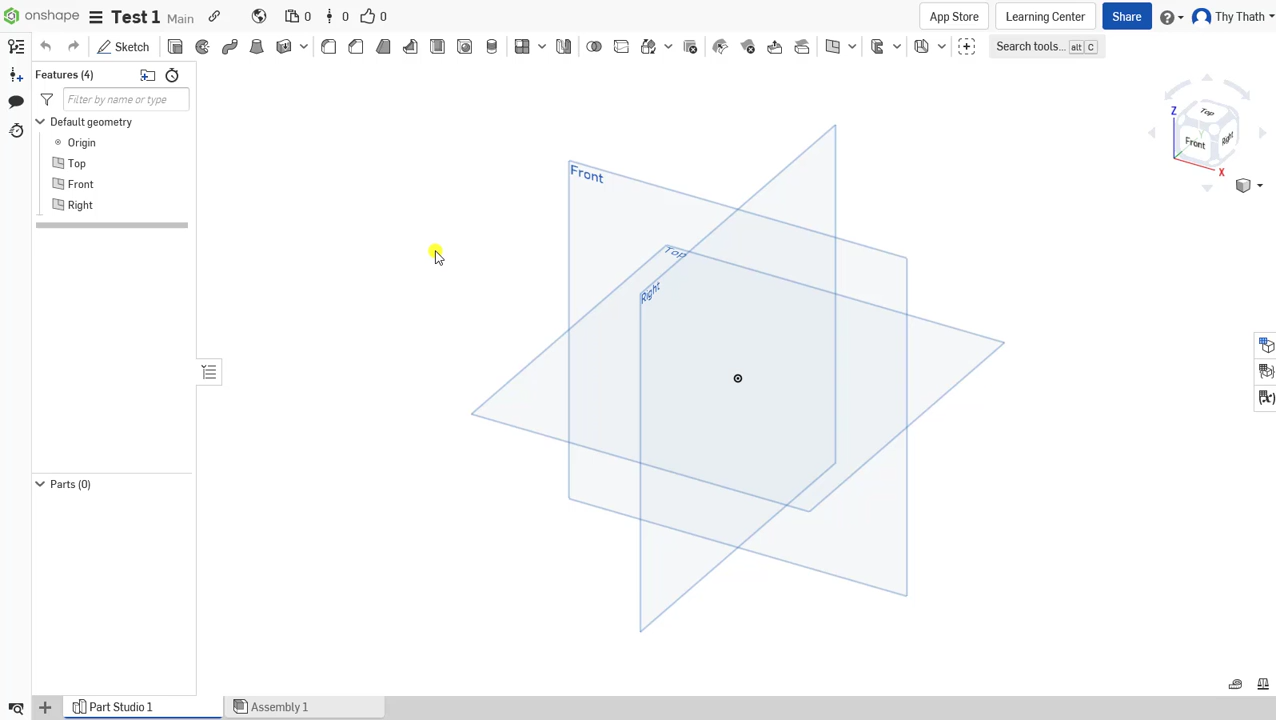 onshape Test 1 Main 0 0 0 App Store Learning Center Share Thy Thath
Sketch Search tools... alt C
Features (4)
Filter by name or type
Default geometry
Origin
Top
Front
Right
Parts (0)
Front
Top
Right
Z
Top
Front
Right
Y
X
Part Studio 1 Assembly 1